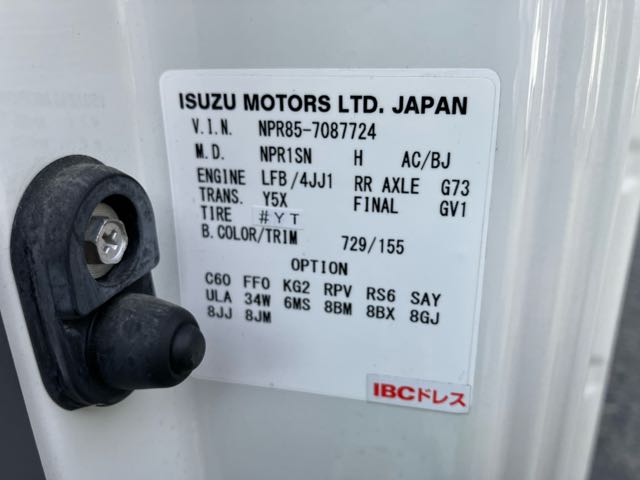 ISUZU MOTORS LTD. JAPAN
V.I.N. NPR85-7087724
M.D. NPR1SN H AC/BJ
ENGINE LFB/4JJ1 RR AXLE G73
TRANS. Y5X FINAL GV1
TIRE #YT
B.COLOR/TRIM 729/155
OPTION
C60 FF0 KG2 RPV RS6 SAY
ULA 34W 6MS 8BM 8BX 8GJ
8JJ 8JM
IBCドレス